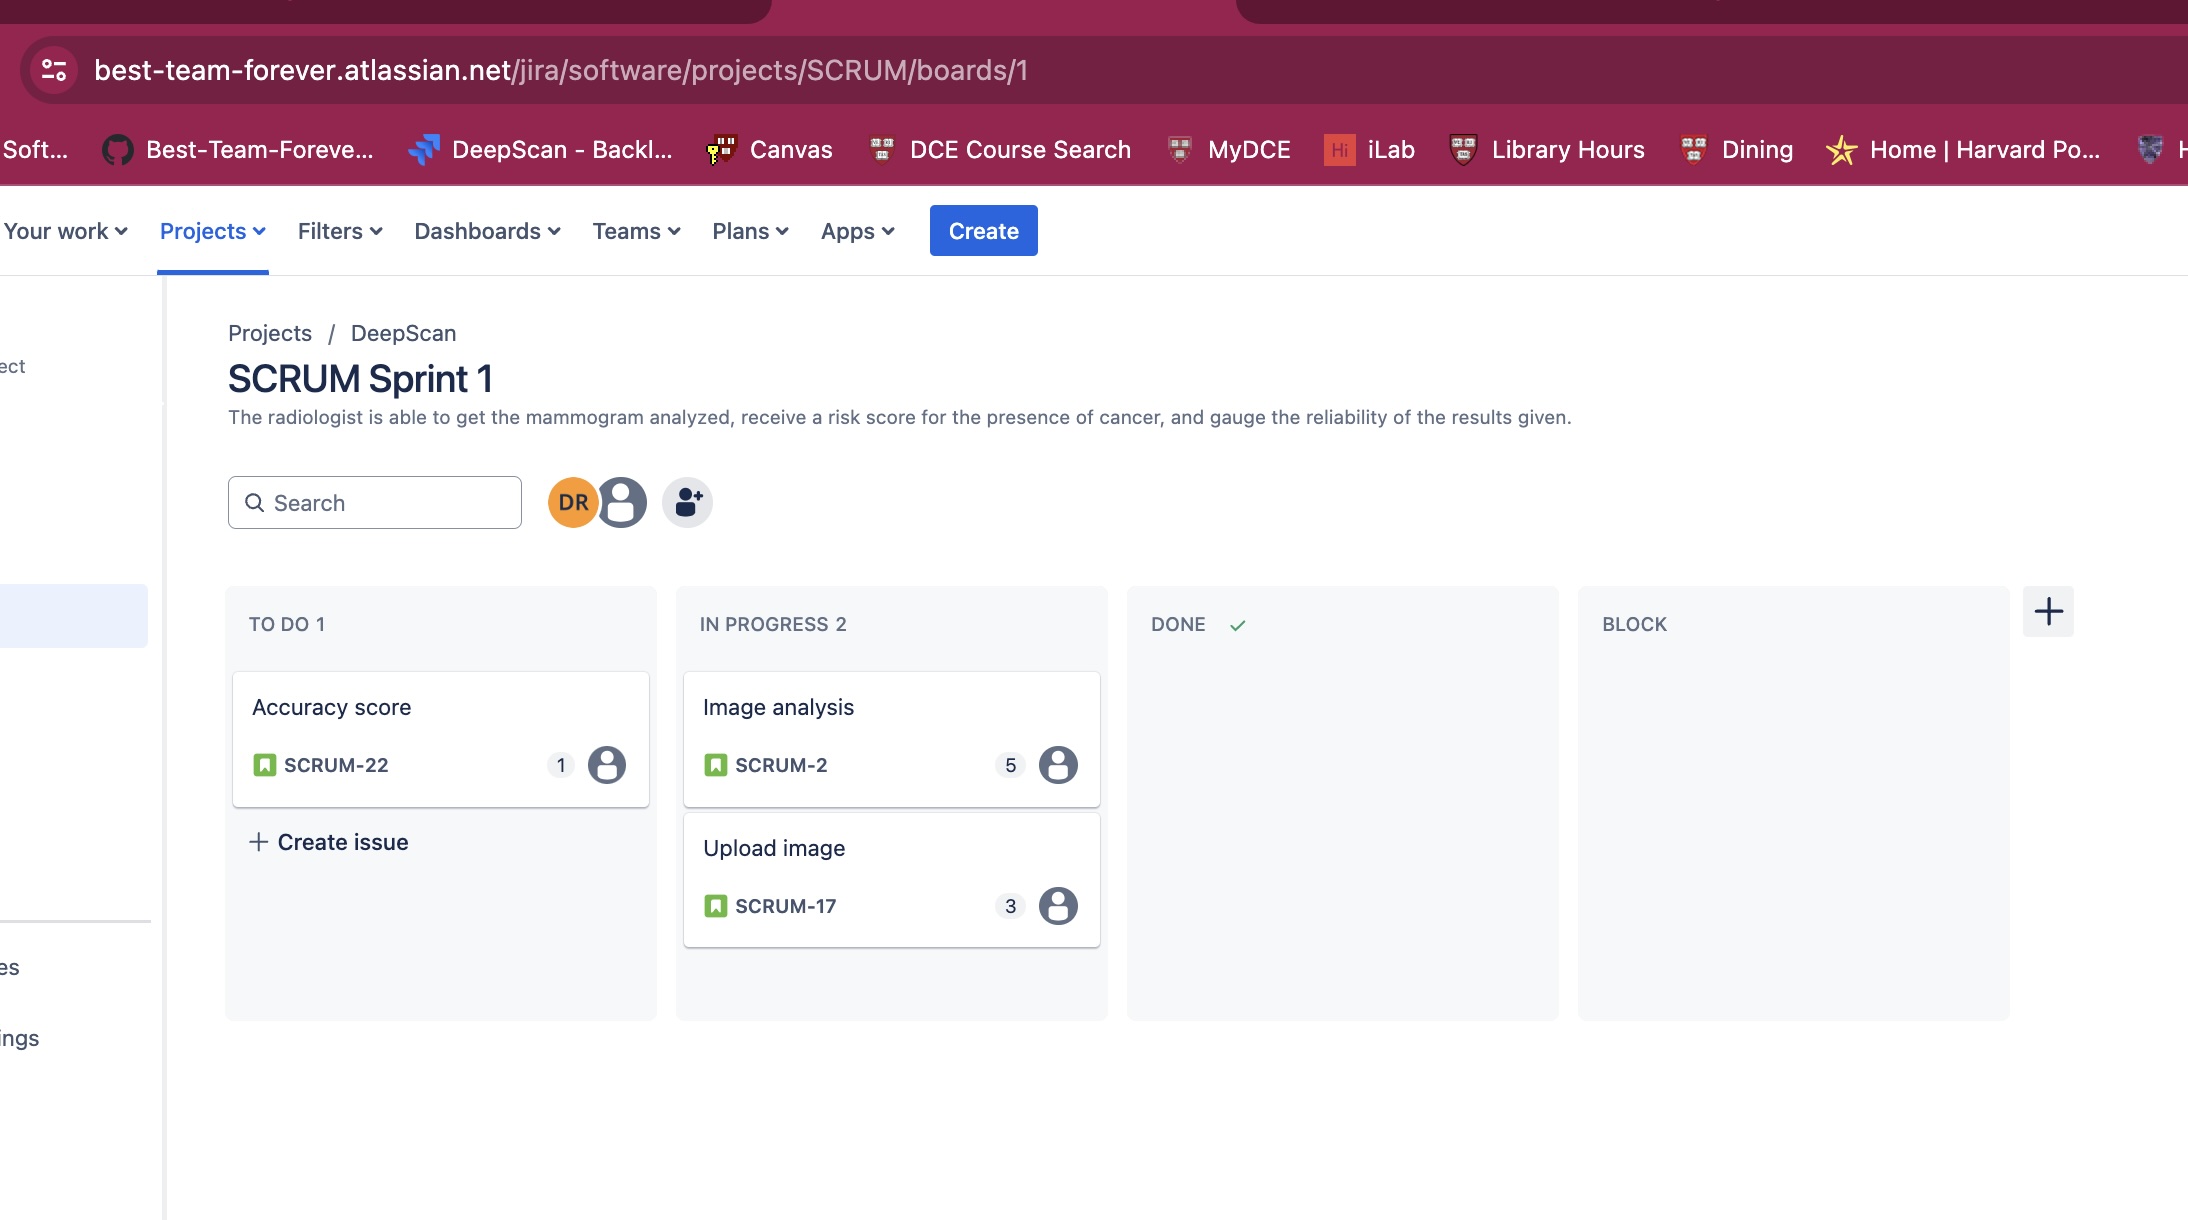 best-team-forever.atlassian.net/jira/software/projects/SCRUM/boards/1
Soft... Best-Team-Foreve... DeepScan - Backl... Canvas DCE Course Search MyDCE Hi iLab Library Hours Dining Home | Harvard Po... H
Your work Projects Filters Dashboards Teams Plans Apps Create
ect
Projects / DeepScan
SCRUM Sprint 1
The radiologist is able to get the mammogram analyzed, receive a risk score for the presence of cancer, and gauge the reliability of the results given.
Search DR
TO DO 1
Accuracy score
SCRUM-22 1
+ Create issue
IN PROGRESS 2
Image analysis
SCRUM-2 5
Upload image
SCRUM-17 3
DONE
BLOCK
es
ings